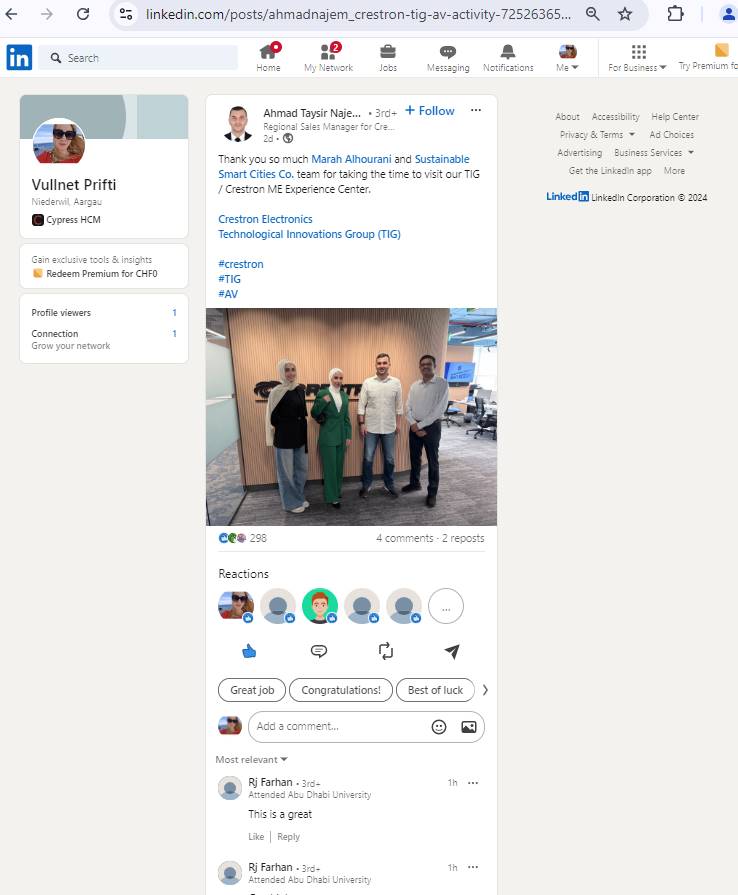 linkedin.com/posts/ahmadnajem_crestron-tig-av-activity-72526365...
in
Search
Home
2
My Network
Jobs
Messaging
Notifications
Me
For Business
Try Premium fo
Vullnet Prifti
Niederwil, Aargau
Cypress HCM
Gain exclusive tools & insights
Redeem Premium for CHF0
Profile viewers 1
Connection 1
Grow your network
Ahmad Taysir Naje... • 3rd+ + Follow ...
Regional Sales Manager for Cre...
2d •
Thank you so much Marah Alhourani and Sustainable
Smart Cities Co. team for taking the time to visit our TIG
/ Crestron ME Experience Center.
Crestron Electronics
Technological Innovations Group (TIG)
#crestron
#TIG
#AV
298 4 comments · 2 reposts
Reactions
...
Great job Congratulations! Best of luck
Add a comment...
Most relevant
Rj Farhan • 3rd+ 1h ...
Attended Abu Dhabi University
This is a great
Like | Reply
Rj Farhan • 3rd+ 1h ...
Attended Abu Dhabi University
About Accessibility Help Center
Privacy & Terms Ad Choices
Advertising Business Services
Get the LinkedIn app More
LinkedIn LinkedIn Corporation © 2024